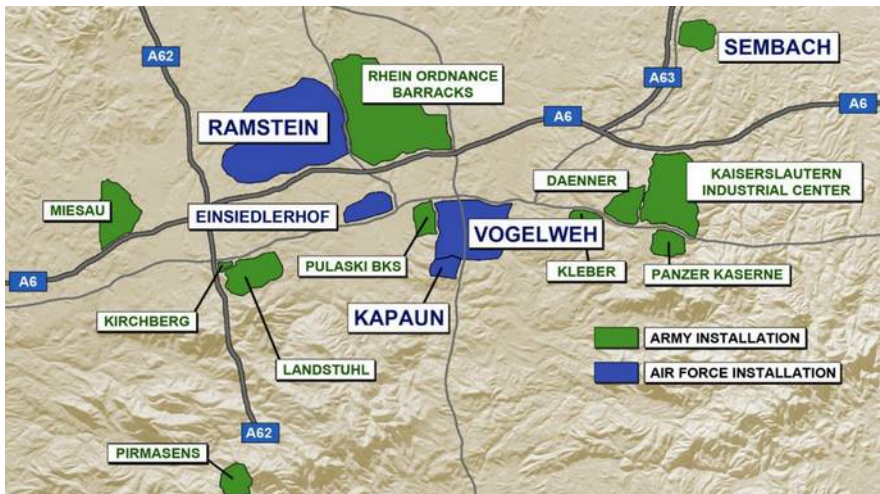 A62
SEMBACH
RHEIN ORDNANCE
BARRACKS
A63
RAMSTEIN
A6
A6
DAENNER
KAISERSLAUTERN
INDUSTRIAL CENTER
MIESAU
EINSIEDLERHOF
VOGELWEH
PULASKI BKS
KLEBER
PANZER KASERNE
A6
KIRCHBERG
KAPAUN
ARMY INSTALLATION
LANDSTUHL
AIR FORCE INSTALLATION
A62
PIRMASENS